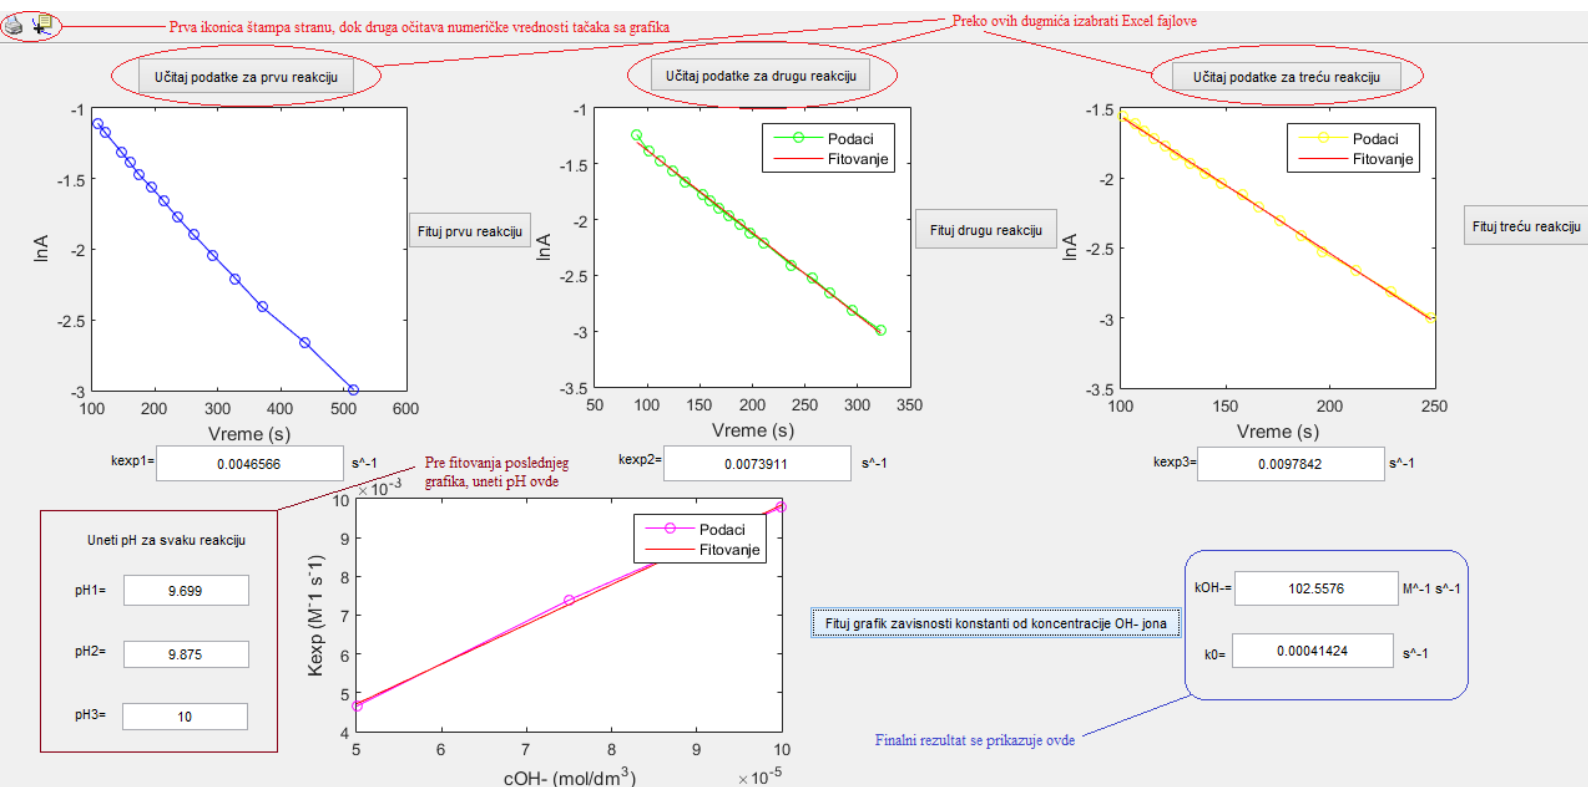 Prva ikonica štampa stranu, dok druga očitava numeričke vrednosti tačaka sa grafika
Preko ovih dugmića izabrati Excel fajlove
Učitaj podatke za prvu reakciju
Učitaj podatke za drugu reakciju
Učitaj podatke za treću reakciju
-1
-1.5
-2
-2.5
-3
lnA
100 200 300 400 500 600
Vreme (s)
Fituj prvu reakciju
-1
-1.5
-2
-2.5
-3
-3.5
lnA
50 100 150 200 250 300 350
Vreme (s)
Podaci
Fitovanje
Fituj drugu reakciju
-1.5
-2
-2.5
-3
-3.5
lnA
100 150 200 250
Vreme (s)
Podaci
Fitovanje
Fituj treću reakciju
kexp1= 0.0046566 s^-1
kexp2= 0.0073911 s^-1
kexp3= 0.0097842 s^-1
Pre fitovanja poslednjeg
grafika, uneti pH ovde
Uneti pH za svaku reakciju
pH1= 9.699
pH2= 9.875
pH3= 10
×10-3
10
9
8
7
6
5
4
Kexp (M-1 s-1)
5 6 7 8 9 10
×10-5
cOH- (mol/dm3)
Podaci
Fitovanje
Fituj grafik zavisnosti konstanti od koncentracije OH- jona
kOH-= 102.5576 M^-1 s^-1
k0= 0.00041424 s^-1
Finalni rezultat se prikazuje ovde